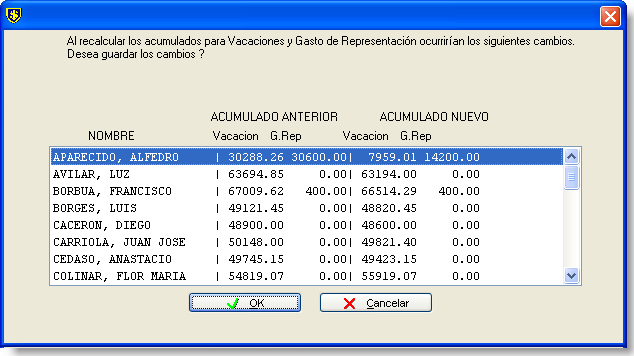 Al recalcular los acumulados para Vacaciones y Gasto de Representación ocurrirían los siguientes cambios.
Desea guardar los cambios ?
ACUMULADO ANTERIOR ACUMULADO NUEVO
NOMBRE Vacacion G.Rep Vacacion G.Rep
APARECIDO, ALFEDRO | 30288.26 30600.00| 7959.01 14200.00
AVILAR, LUZ | 63694.85 0.00| 63194.00 0.00
BORBUA, FRANCISCO | 67009.62 400.00| 66514.29 400.00
BORGES, LUIS | 49121.45 0.00| 48820.45 0.00
CACERON, DIEGO | 48900.00 0.00| 48600.00 0.00
CARRIOLA, JUAN JOSE | 50148.00 0.00| 49821.40 0.00
CEDASO, ANASTACIO | 49745.15 0.00| 49423.15 0.00
COLINAR, FLOR MARIA | 54819.07 0.00| 55919.07 0.00
OK Cancelar